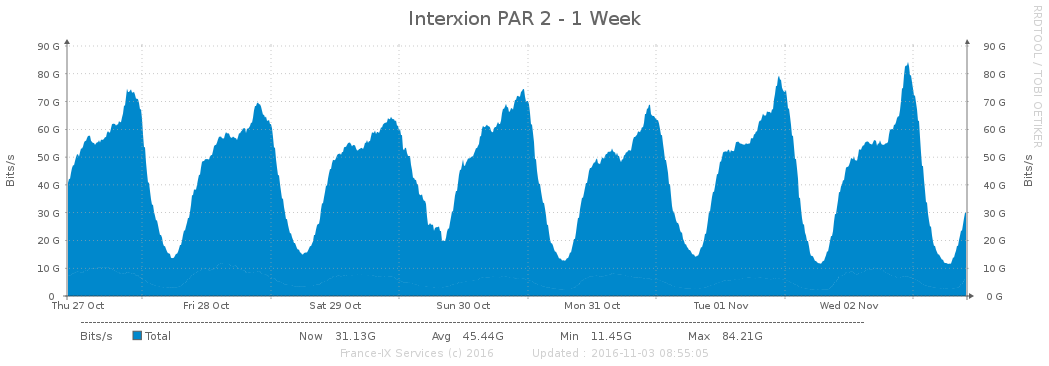 Interxion PAR 2 - 1 Week
RRDTOOL / TOBI OETIKER
Bits/s
90 G 90 G
80 G 80 G
70 G 70 G
60 G 60 G
50 G 50 G
40 G 40 G
30 G 30 G
20 G 20 G
10 G 10 G
0 0 G
Bits/s
Thu 27 Oct Fri 28 Oct Sat 29 Oct Sun 30 Oct Mon 31 Oct Tue 01 Nov Wed 02 Nov
Bits/s Total Now 31.13G Avg 45.44G Min 11.45G Max 84.21G
France-IX Services (c) 2016 Updated : 2016-11-03 08:55:05